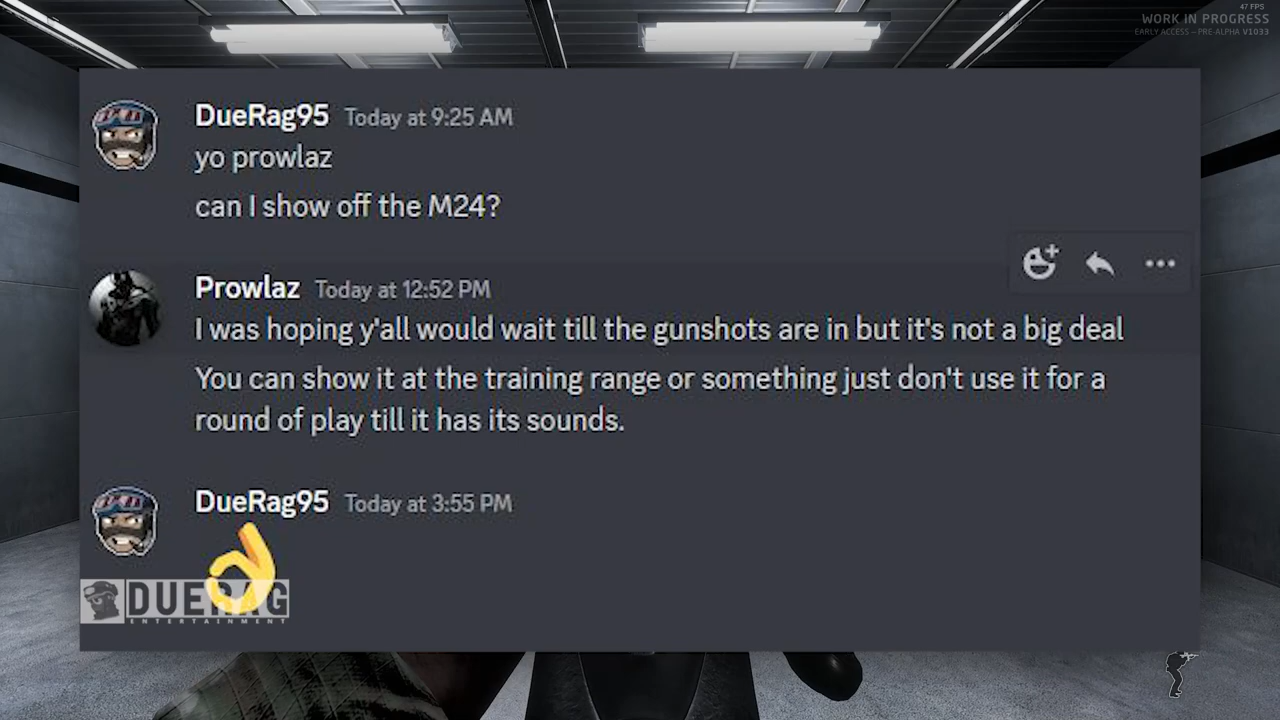 47 FPS
WORK IN PROGRESS
EARLY ACCESS - PRE-ALPHA V1033
DueRag95 Today at 9:25 AM
yo prowlaz
can I show off the M24?
Prowlaz Today at 12:52 PM
I was hoping y'all would wait till the gunshots are in but it's not a big deal
You can show it at the training range or something just don't use it for a
round of play till it has its sounds.
DueRag95 Today at 3:55 PM
DUERAG
ENTERTAINMENT